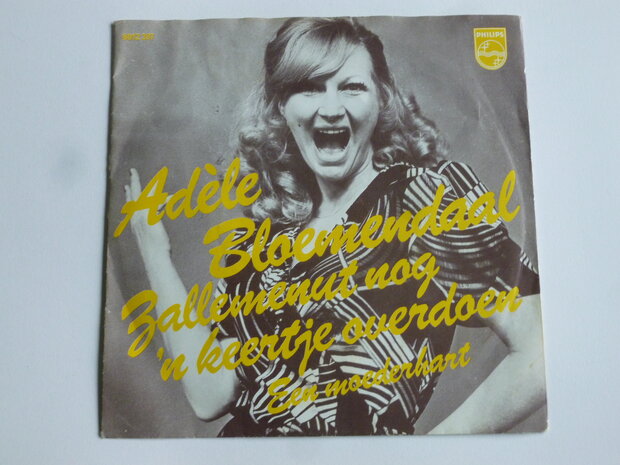 PHILIPS
Adèle
Bloemendaal
Zallemenut nog
'n keertje overdoen
Een moederhart